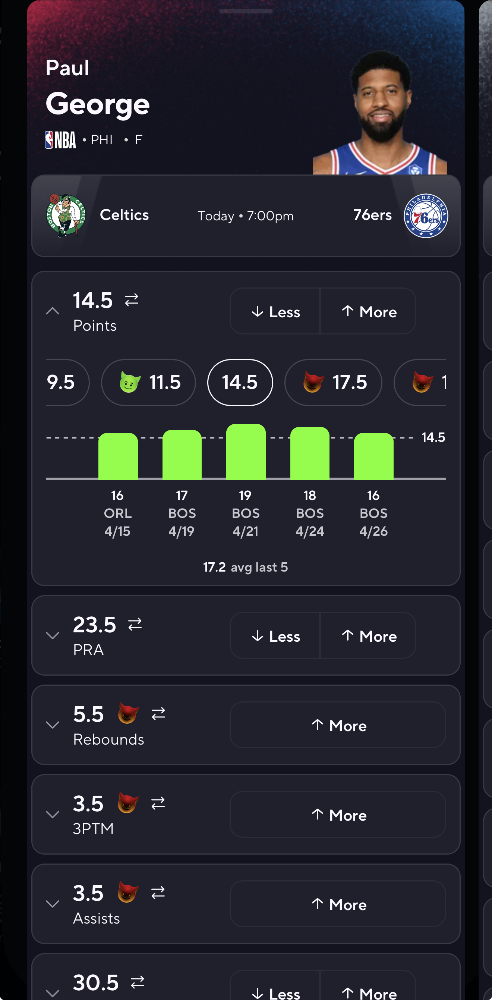 Paul
George
NBA • PHI • F
BOSTON CELTICS
Celtics
Today • 7:00pm
76ers
PHILADELPHIA
76ers
14.5
Points
↓ Less
↑ More
9.5
11.5
14.5
17.5
1
14.5
16
ORL
4/15
17
BOS
4/19
19
BOS
4/21
18
BOS
4/24
16
BOS
4/26
17.2 avg last 5
23.5
PRA
↓ Less
↑ More
5.5
Rebounds
↑ More
3.5
3PTM
↑ More
3.5
Assists
↑ More
30.5
↓ Less
↑ More